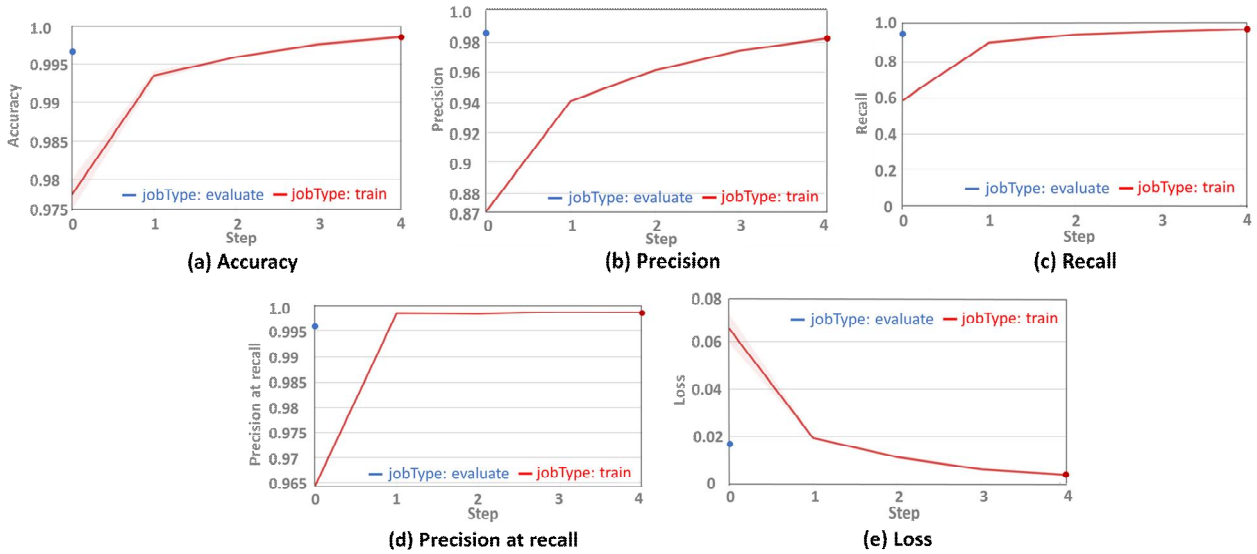 Accuracy
1.0
0.995
0.99
0.985
0.98
0.975
jobType: evaluate jobType: train
0 1 2 3 4
Step
(a) Accuracy
Precision
1.0
0.98
0.96
0.94
0.92
0.9
0.88
0.87
jobType: evaluate jobType: train
0 1 2 3 4
Step
(b) Precision
Recall
1.0
0.8
0.6
0.4
0.2
0
jobType: evaluate jobType: train
0 1 2 3 4
Step
(c) Recall
Precision at recall
1.0
0.995
0.99
0.985
0.98
0.975
0.97
0.965
jobType: evaluate jobType: train
0 1 2 3 4
Step
(d) Precision at recall
Loss
0.08
0.06
0.04
0.02
0
jobType: evaluate jobType: train
0 1 2 3 4
Step
(e) Loss